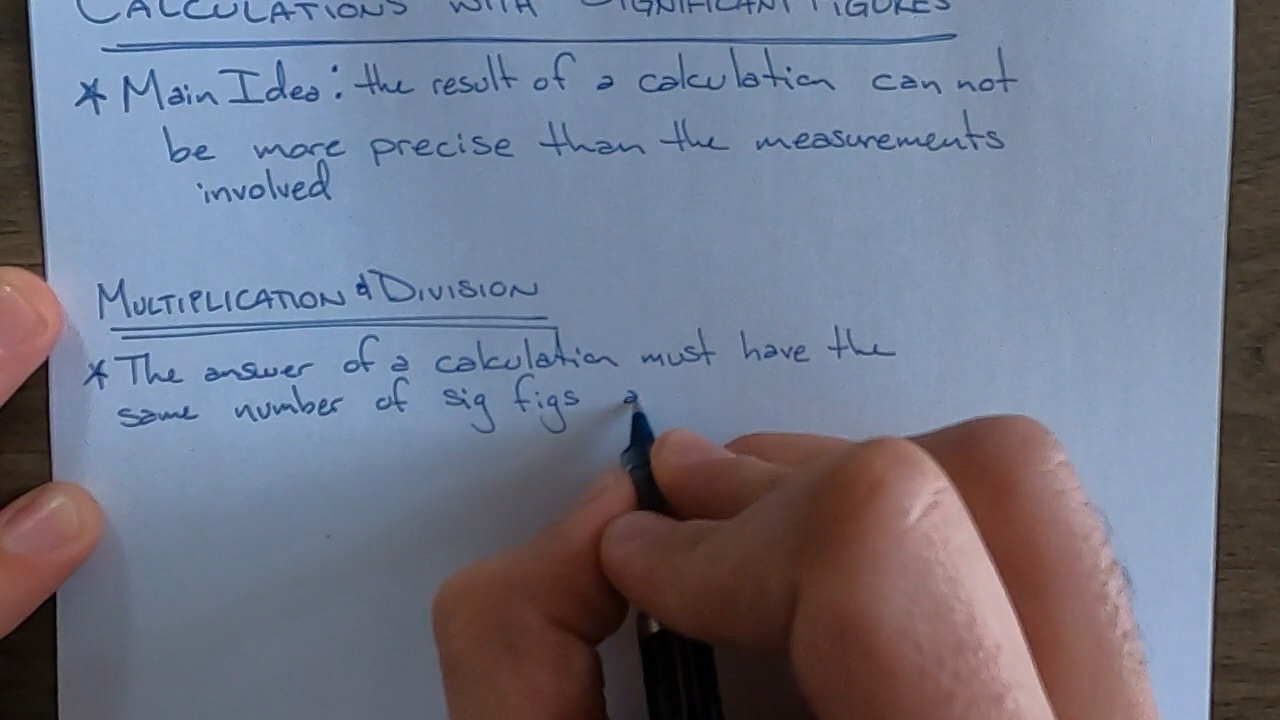 CALCULATIONS WITH SIGNIFICANT FIGURES
* Main Idea: the result of a calculation can not
be more precise than the measurements
involved
MULTIPLICATION & DIVISION
* The answer of a calculation must have the
same number of sig figs a